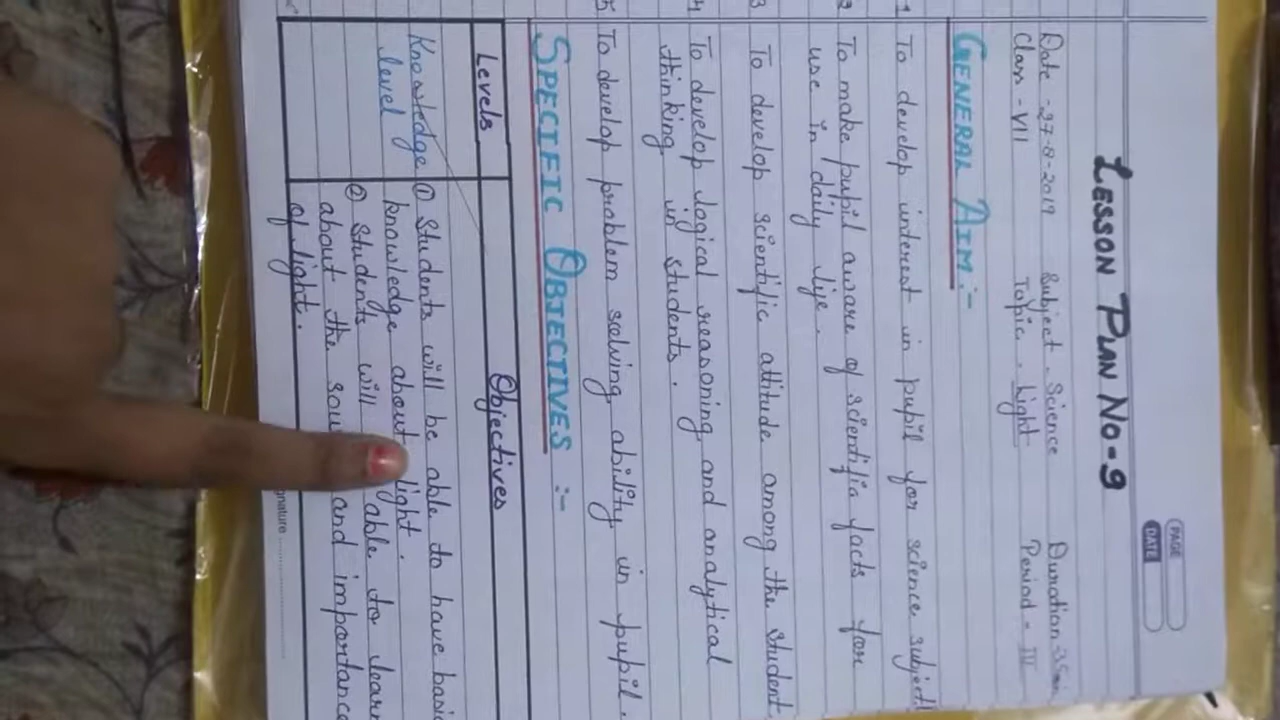 PAGE
DATE
LESSON PLAN NO-9
Date -27-8-2019 Subject - Science Duration-35min
Class - VII Topic - Light Period - III
GENERAL AIM :-
1 To develop interest in pupil for science subject
2 To make pupil aware of scientific facts for
use in daily life.
3 To develop scientific attitude among the student
4 To develop logical reasoning and analytical
thinking in students.
5 To develop problem solving ability in pupil.
SPECIFIC OBJECTIVES :-
Levels Objectives
Knowledge ① Students will be able to have basic
level knowledge about light.
② Students will able to learn
about the and importance
of light.